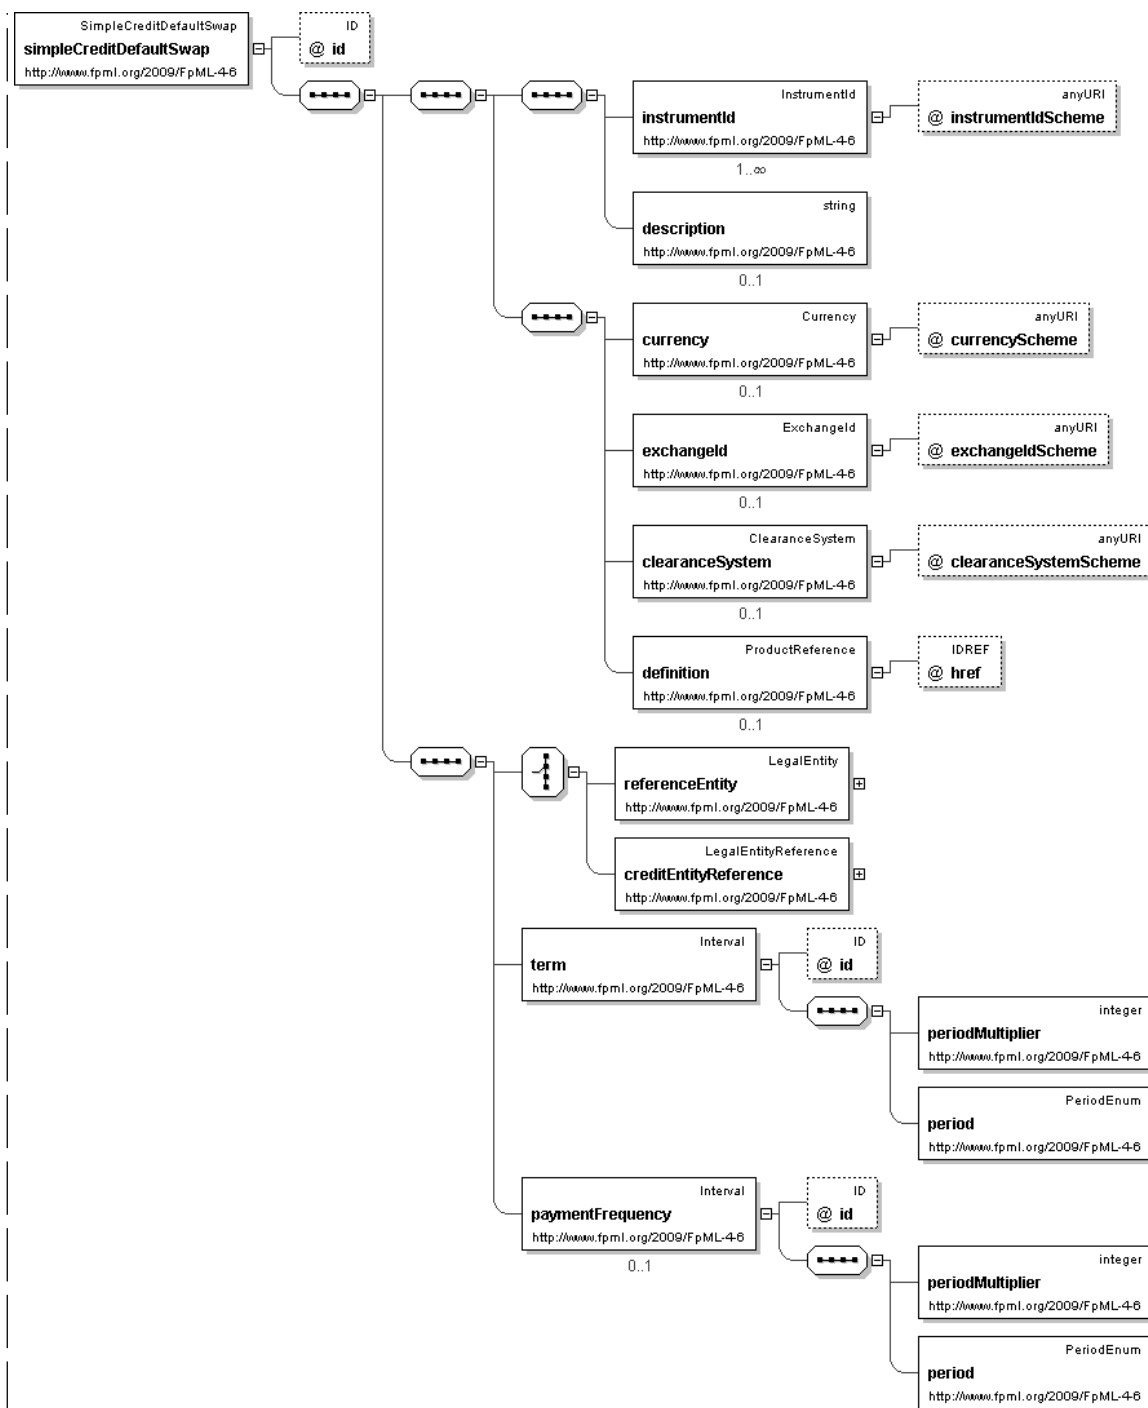 SimpleCreditDefaultSwap
simpleCreditDefaultSwap
http://www.fpml.org/2009/FpML-4-6
ID
@ id
InstrumentId
instrumentId
http://www.fpml.org/2009/FpML-4-6
1..∞
anyURI
@ instrumentIdScheme
string
description
http://www.fpml.org/2009/FpML-4-6
0..1
Currency
currency
http://www.fpml.org/2009/FpML-4-6
0..1
anyURI
@ currencyScheme
ExchangeId
exchangeId
http://www.fpml.org/2009/FpML-4-6
0..1
anyURI
@ exchangeIdScheme
ClearanceSystem
clearanceSystem
http://www.fpml.org/2009/FpML-4-6
0..1
anyURI
@ clearanceSystemScheme
ProductReference
definition
http://www.fpml.org/2009/FpML-4-6
0..1
IDREF
@ href
LegalEntity
referenceEntity
http://www.fpml.org/2009/FpML-4-6
LegalEntityReference
creditEntityReference
http://www.fpml.org/2009/FpML-4-6
Interval
term
http://www.fpml.org/2009/FpML-4-6
ID
@ id
integer
periodMultiplier
http://www.fpml.org/2009/FpML-4-6
PeriodEnum
period
http://www.fpml.org/2009/FpML-4-6
Interval
paymentFrequency
http://www.fpml.org/2009/FpML-4-6
0..1
ID
@ id
integer
periodMultiplier
http://www.fpml.org/2009/FpML-4-6
PeriodEnum
period
http://www.fpml.org/2009/FpML-4-6